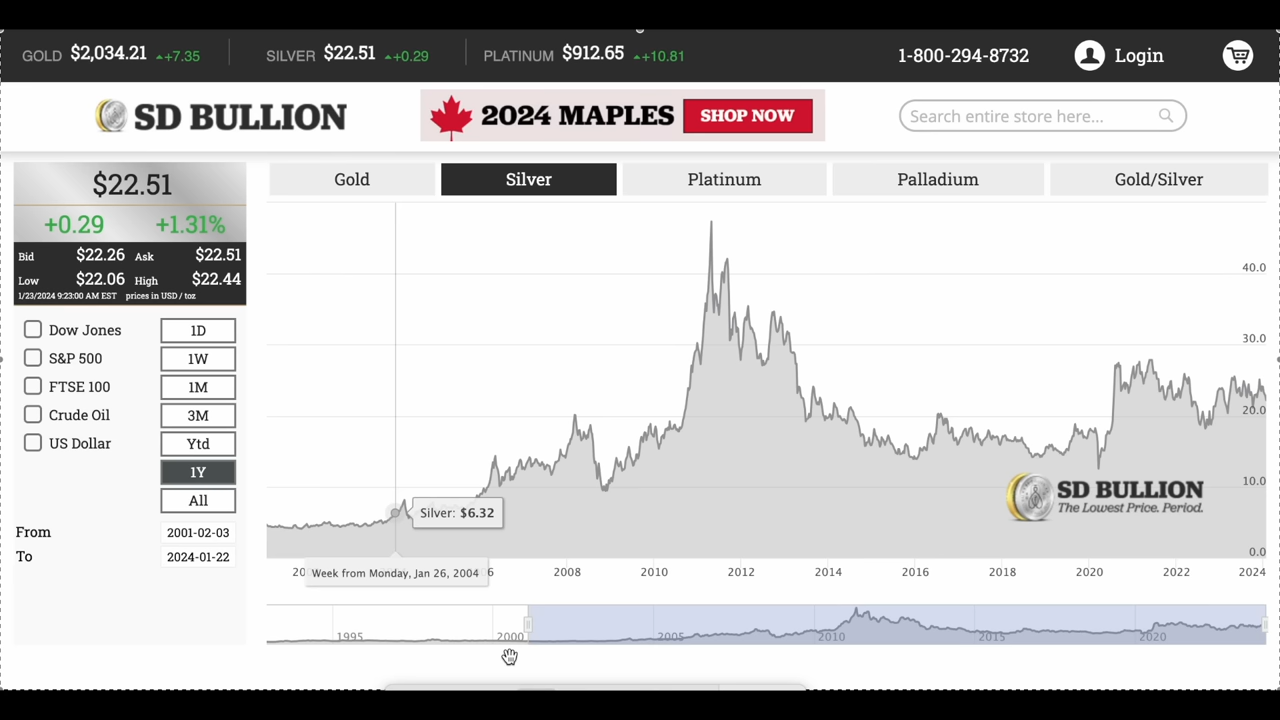 GOLD $2,034.21 +7.35 SILVER $22.51 +0.29 PLATINUM $912.65 +10.81 1-800-294-8732 Login
SD BULLION 2024 MAPLES SHOP NOW Search entire store here...
$22.51
+0.29 +1.31%
Bid $22.26 Ask $22.51
Low $22.06 High $22.44
1/23/2024 9:23:00 AM EST prices in USD / toz
Dow Jones 1D
S&P 500 1W
FTSE 100 1M
Crude Oil 3M
US Dollar Ytd
1Y
All
From 2001-02-03
To 2024-01-22
Gold Silver Platinum Palladium Gold/Silver
40.0
30.0
20.0
10.0
0.0
Silver: $6.32
SD BULLION
The Lowest Price. Period.
Week from Monday, Jan 26, 2004
20 6 2008 2010 2012 2014 2016 2018 2020 2022 2024
1995 2000 2005 2010 2015 2020